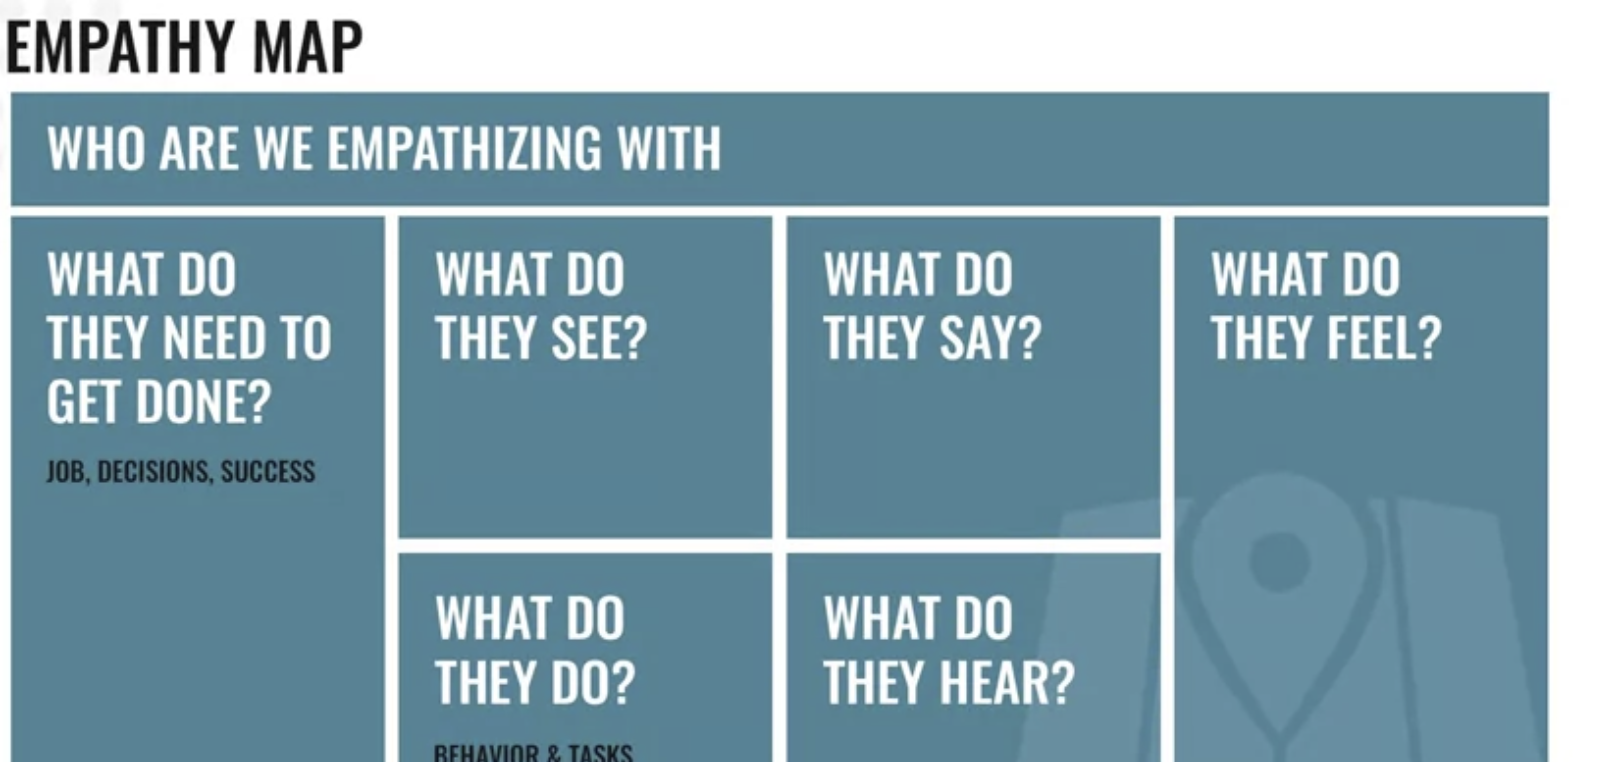 EMPATHY MAP
WHO ARE WE EMPATHIZING WITH
WHAT DO
THEY NEED TO
GET DONE?
JOB, DECISIONS, SUCCESS
WHAT DO
THEY SEE?
WHAT DO
THEY SAY?
WHAT DO
THEY FEEL?
WHAT DO
THEY DO?
BEHAVIOR & TASKS
WHAT DO
THEY HEAR?